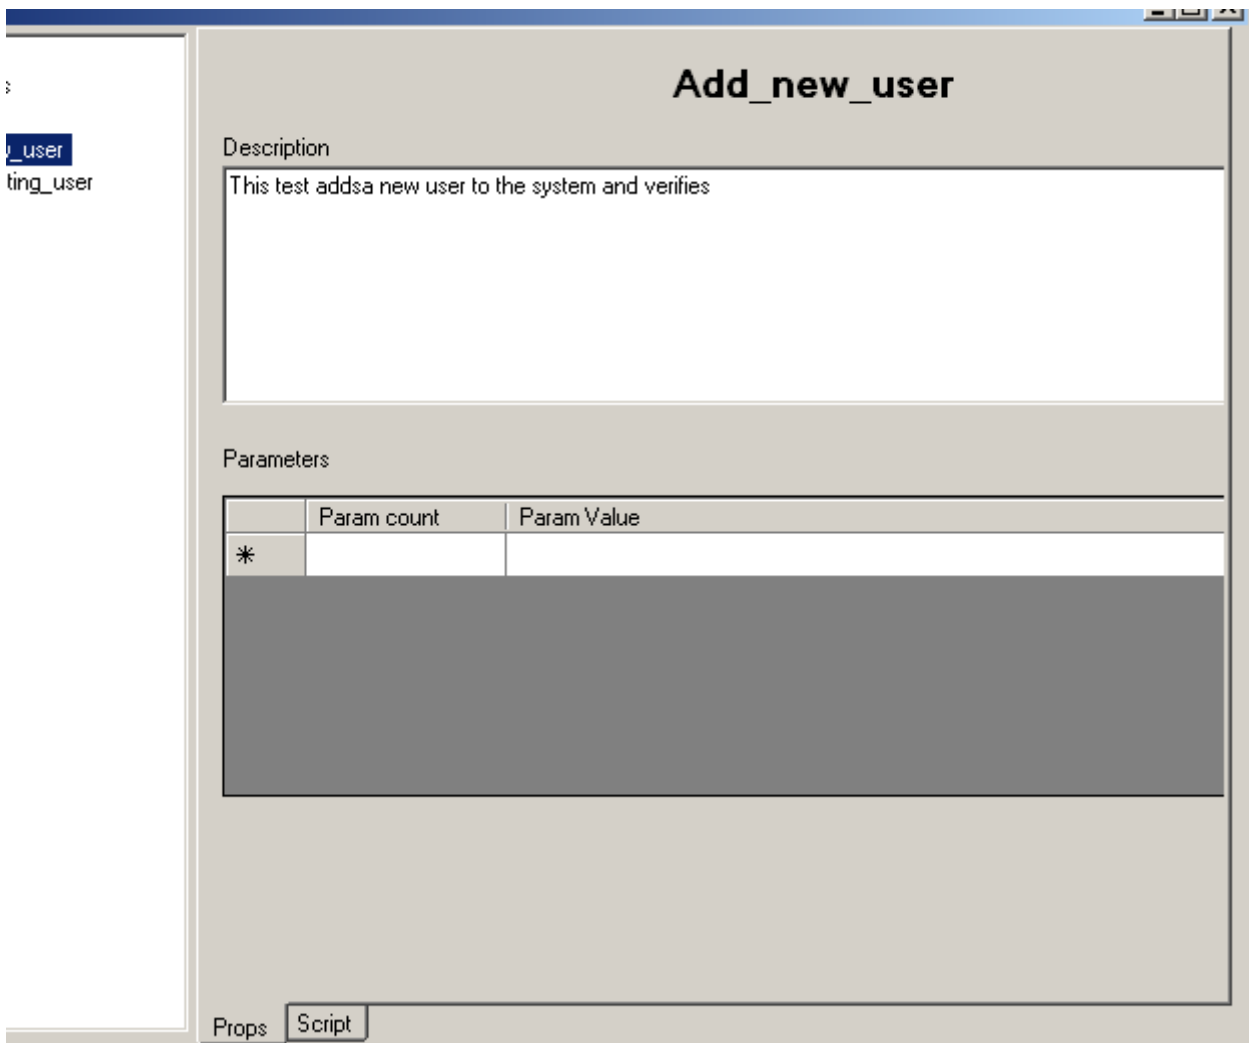 Add_new_user
_user
ting_user
Description
This test addsa new user to the system and verifies
Parameters
Param count Param Value
*
Props Script